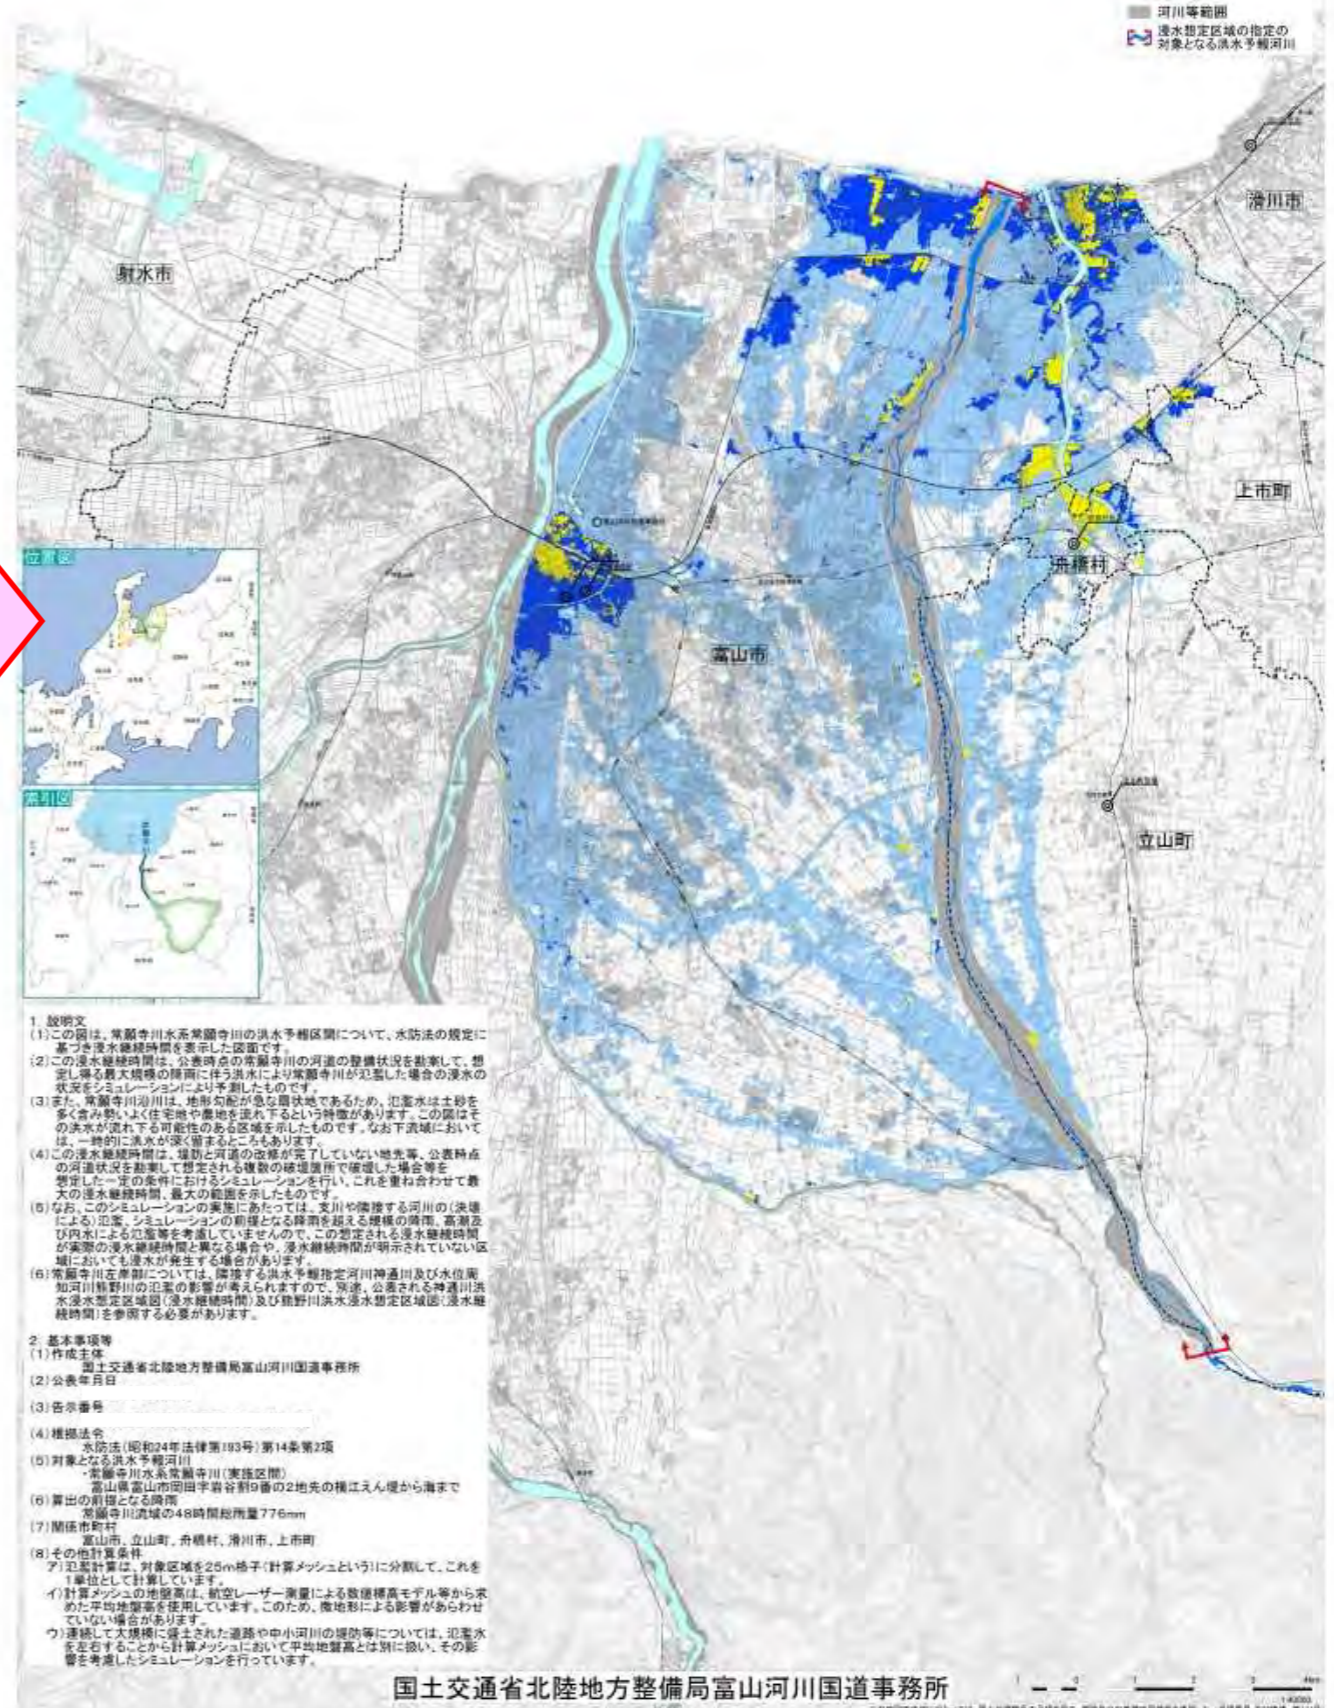 河川等範囲
浸水想定区域の指定の
対象となる洪水予報河川
滑川市
射水市
上市町
舟橋村
位置図
富山市
索引図
立山町
1 説明文
(1)この図は、常願寺川水系常願寺川の洪水予報区間について、水防法の規定に
基づき浸水継続時間を表示した図面です。
(2)この浸水継続時間は、公表時点の常願寺川の河道の整備状況を勘案して、想
定し得る最大規模の降雨に伴う洪水により常願寺川が氾濫した場合の浸水の
状況をシミュレーションにより予測したものです。
(3)また、常願寺川沿川は、地形勾配が急な扇状地であるため、氾濫水は土砂を
多く含み勢いよく住宅地や農地を流れ下るという特徴があります。この図はそ
の洪水が流れ下る可能性のある区域を示したものです。なお下流域において
は、一時的に洪水が深く留まるところもあります。
(4)この浸水継続時間は、堤防と河道の改修が完了していない地先等、公表時点
の河道状況を勘案して想定される複数の破堤箇所で破堤した場合等を
想定した一定の条件におけるシミュレーションを行い、これを重ね合わせて最
大の浸水継続時間、最大の範囲を示したものです。
(5)なお、このシミュレーションの実施にあたっては、支川や隣接する河川の(決壊
による)氾濫、シミュレーションの前提となる降雨を超える規模の降雨、高潮及
び内水による氾濫等を考慮していませんので、この想定される浸水継続時間
が実際の浸水継続時間と異なる場合や、浸水継続時間が明示されていない区
域においても浸水が発生する場合があります。
(6)常願寺川左岸部については、隣接する洪水予報指定河川神通川及び水位周
知河川熊野川の氾濫の影響が考えられますので、別途、公表される神通川洪
水浸水想定区域図(浸水継続時間)及び熊野川洪水浸水想定区域図(浸水継
続時間)を参照する必要があります。
2 基本事項等
(1)作成主体
国土交通省北陸地方整備局富山河川国道事務所
(2)公表年月日
(3)告示番号
(4)根拠法令
水防法(昭和24年法律第193号)第14条第2項
(5)対象となる洪水予報河川
・常願寺川水系常願寺川(実施区間)
富山県富山市岡田字岩谷割9番の2地先の横江えん堤から海まで
(6)算出の前提となる降雨
常願寺川流域の48時間総雨量776mm
(7)関係市町村
富山市、立山町、舟橋村、滑川市、上市町
(8)その他計算条件
ア)氾濫計算は、対象区域を25m格子(計算メッシュという)に分割して、これを
1単位として計算しています。
イ)計算メッシュの地盤高は、航空レーザー測量による数値標高モデル等から求
めた平均地盤高を使用しています。このため、微地形による影響があらわせ
ていない場合があります。
ウ)連続して大規模に盛土された道路や中小河川の堤防等については、氾濫水
を左右することから計算メッシュにおいて平均地盤高とは別に扱い、その影
響を考慮したシミュレーションを行っています。
国土交通省北陸地方整備局富山河川国道事務所